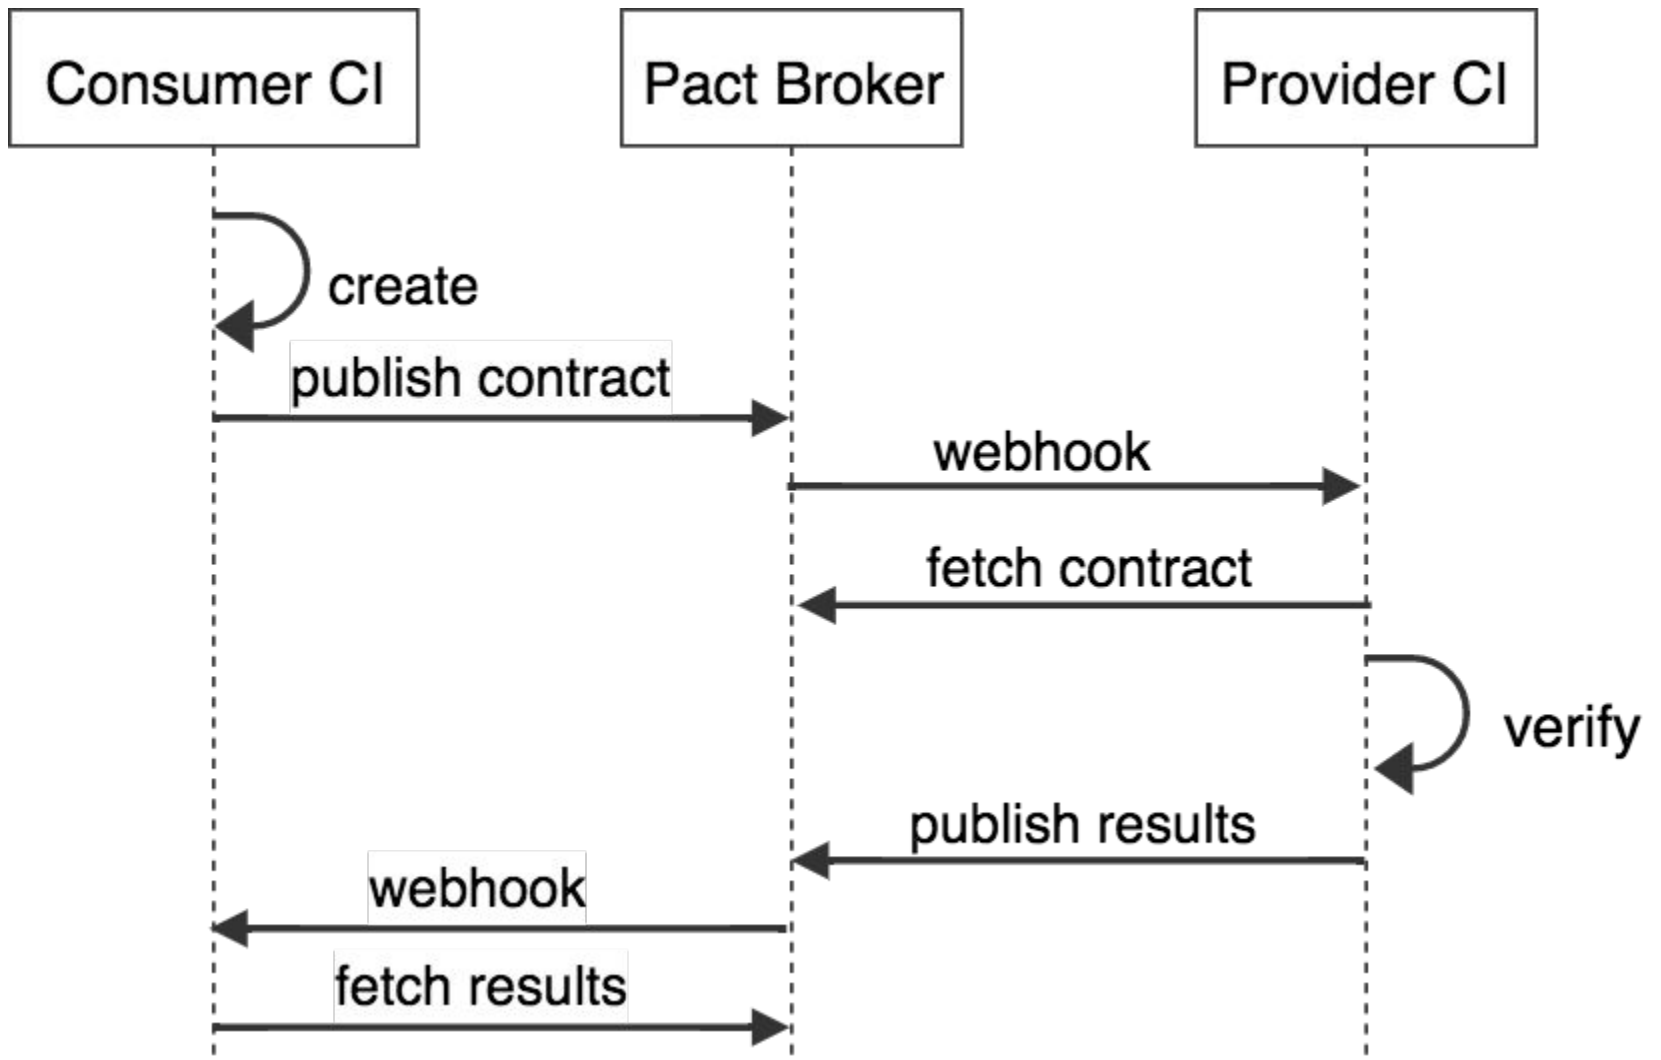 Consumer CI
Pact Broker
Provider CI
create
publish contract
webhook
fetch contract
verify
publish results
webhook
fetch results